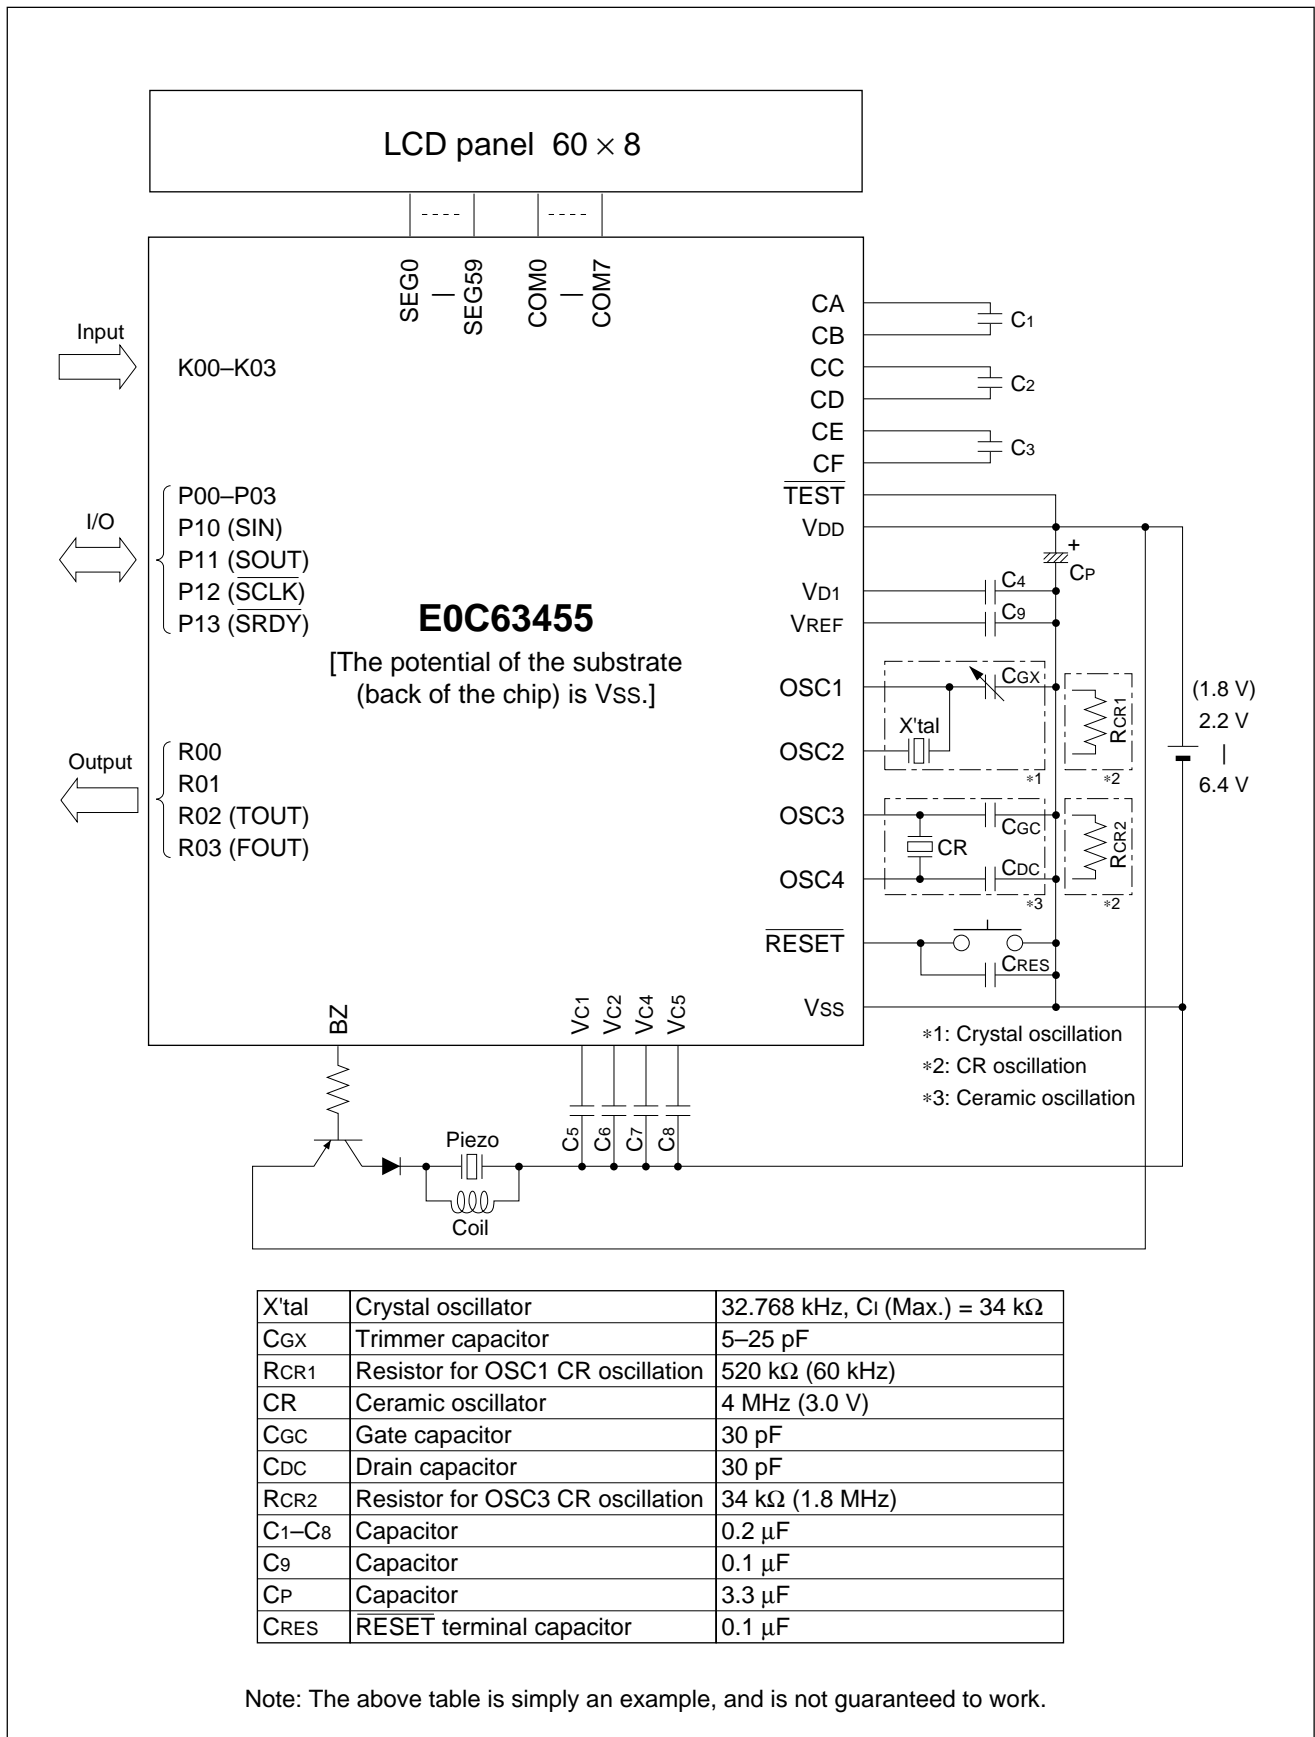 LCD panel 60 × 8
SEG0 | SEG59 COM0 | COM7
Input
K00–K03
I/O
P00–P03
P10 (SIN)
P11 (SOUT)
P12 (SCLK)
P13 (SRDY)
Output
R00
R01
R02 (TOUT)
R03 (FOUT)
E0C63455
[The potential of the substrate
(back of the chip) is VSS.]
CA
CB
C1
CC
CD
C2
CE
CF
C3
TEST
VDD
+
CP
VD1
C4
VREF
C9
OSC1
CGX
X'tal
OSC2
*1
RCR1
*2
OSC3
CGC
CR
OSC4
CDC
*3
RCR2
*2
RESET
CRES
VSS
(1.8 V)
2.2 V
|
6.4 V
*1: Crystal oscillation
*2: CR oscillation
*3: Ceramic oscillation
BZ
VC1 VC2 VC4 VC5
C5 C6 C7 C8
Piezo
Coil
X'tal Crystal oscillator 32.768 kHz, CI (Max.) = 34 kΩ
CGX Trimmer capacitor 5–25 pF
RCR1 Resistor for OSC1 CR oscillation 520 kΩ (60 kHz)
CR Ceramic oscillator 4 MHz (3.0 V)
CGC Gate capacitor 30 pF
CDC Drain capacitor 30 pF
RCR2 Resistor for OSC3 CR oscillation 34 kΩ (1.8 MHz)
C1–C8 Capacitor 0.2 µF
C9 Capacitor 0.1 µF
CP Capacitor 3.3 µF
CRES RESET terminal capacitor 0.1 µF
Note: The above table is simply an example, and is not guaranteed to work.